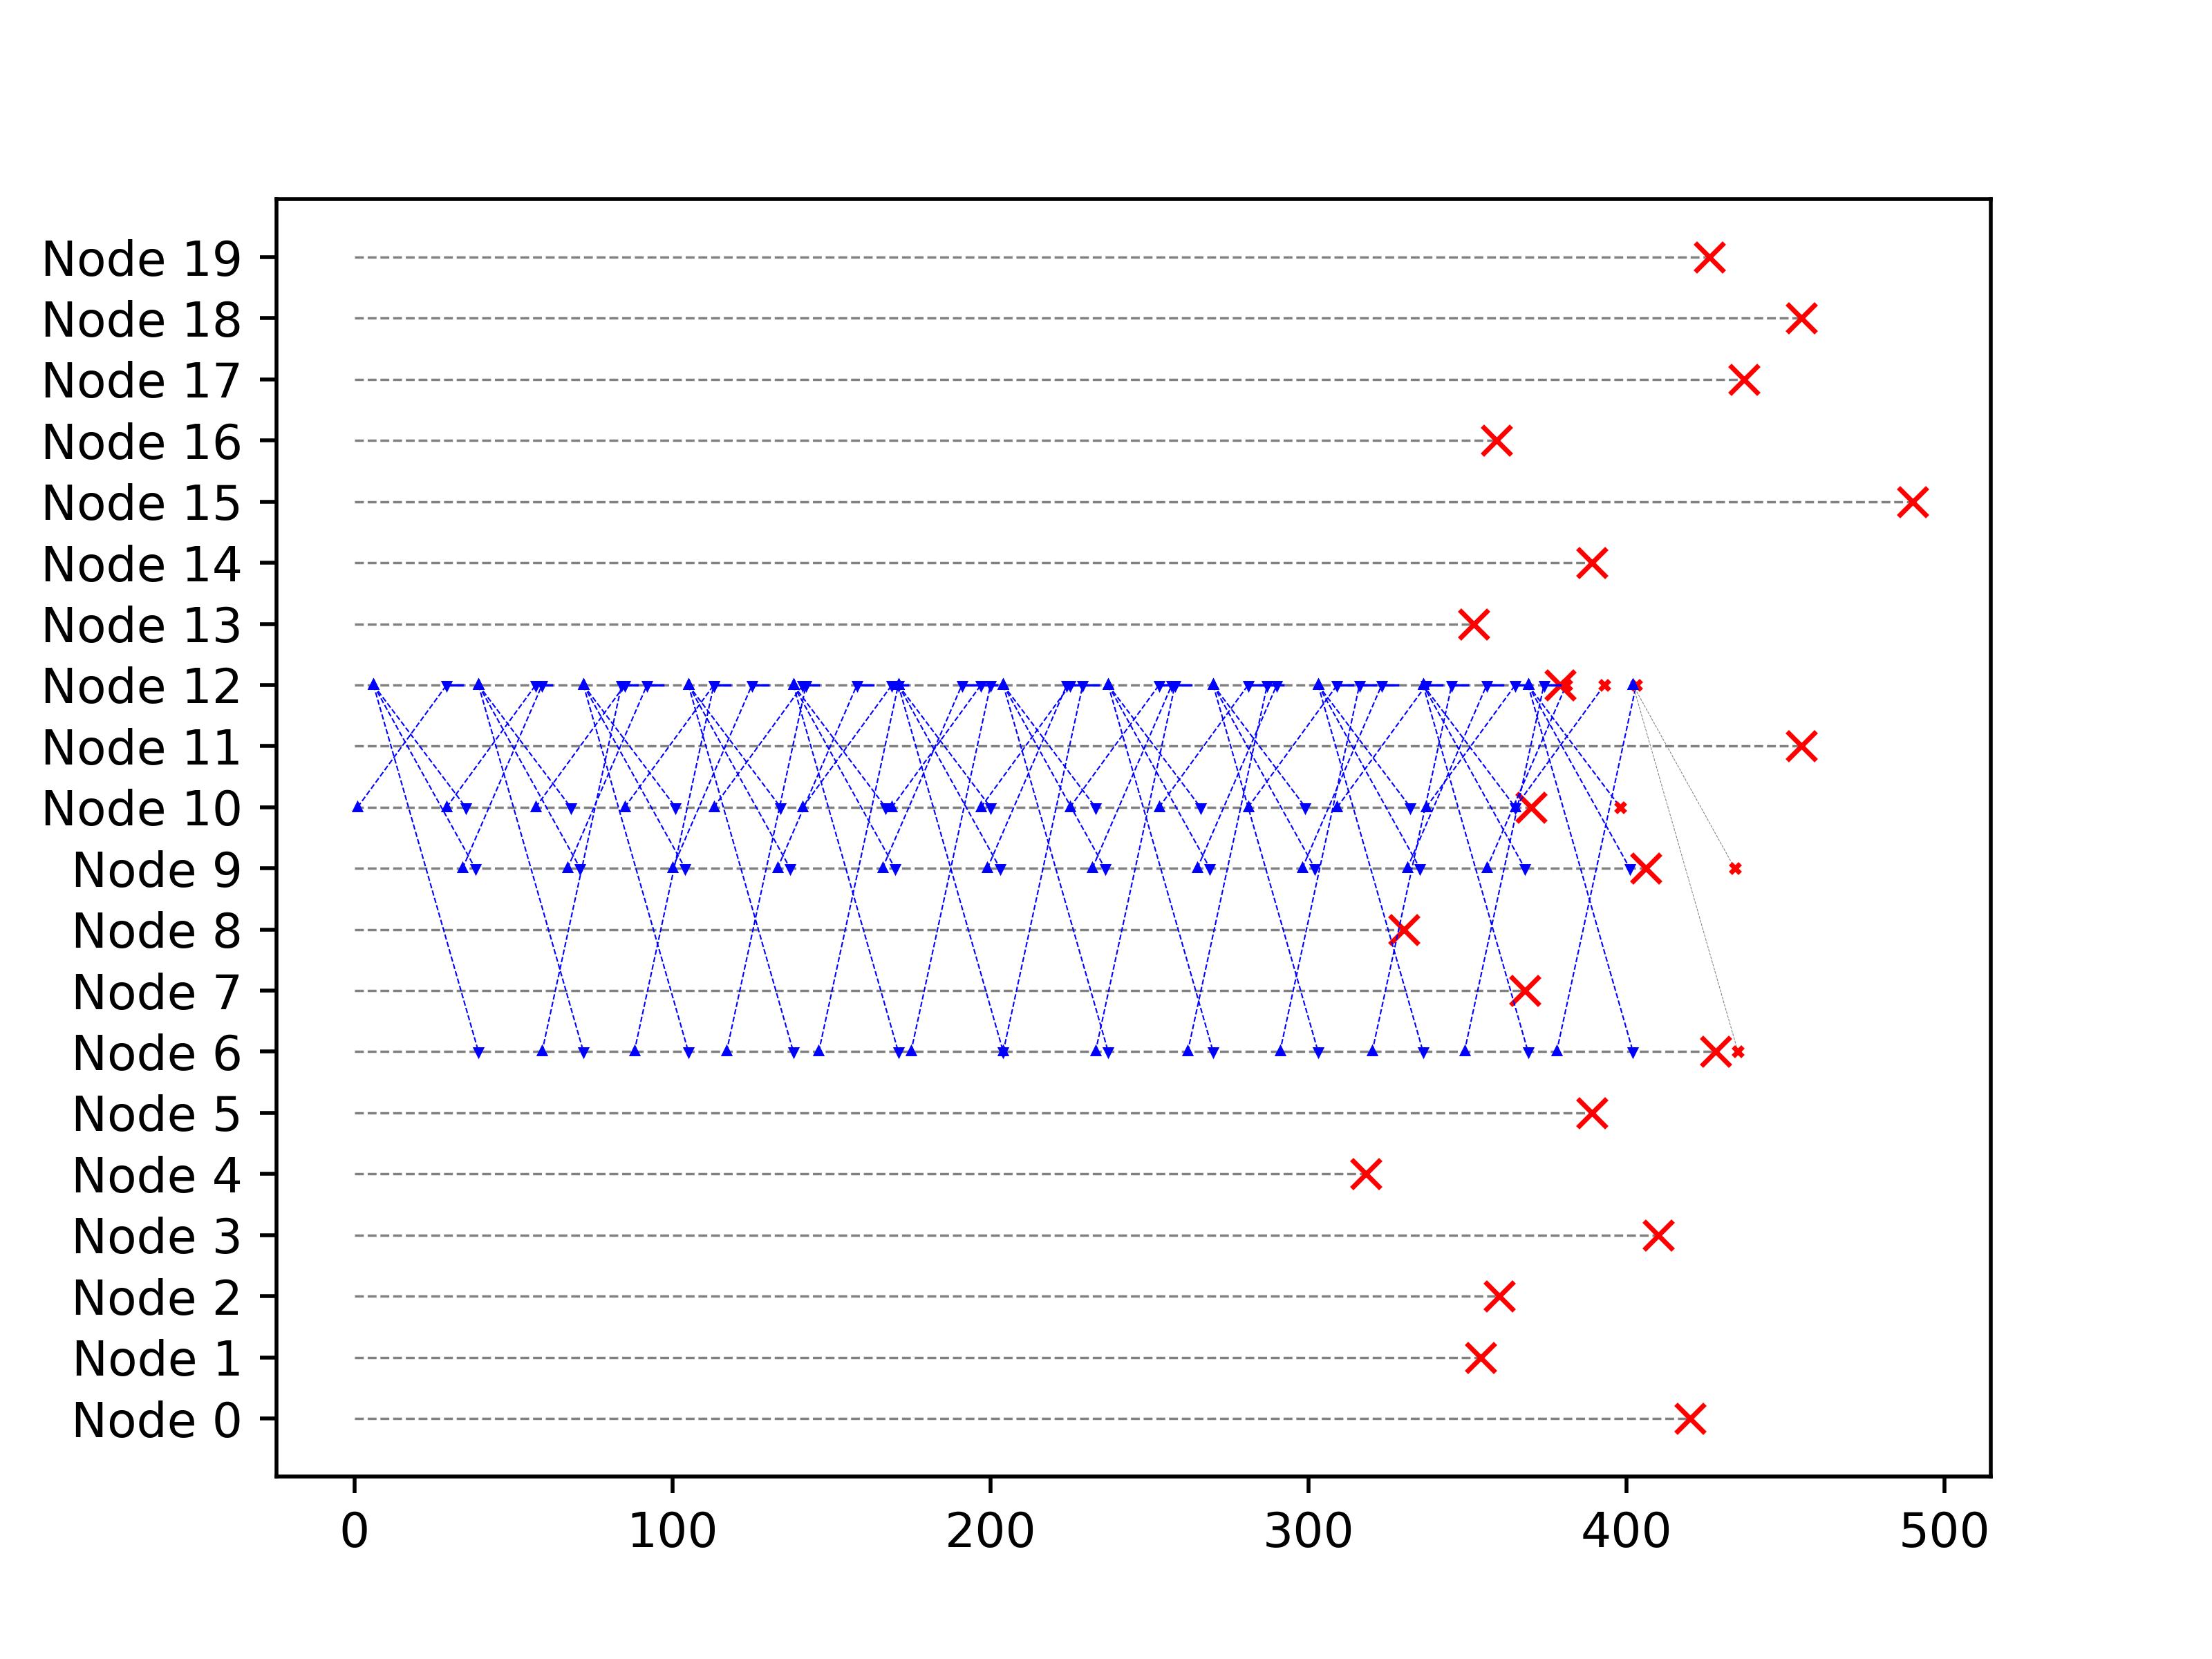 Node 19
Node 18
Node 17
Node 16
Node 15
Node 14
Node 13
Node 12
Node 11
Node 10
Node 9
Node 8
Node 7
Node 6
Node 5
Node 4
Node 3
Node 2
Node 1
Node 0
0 100 200 300 400 500